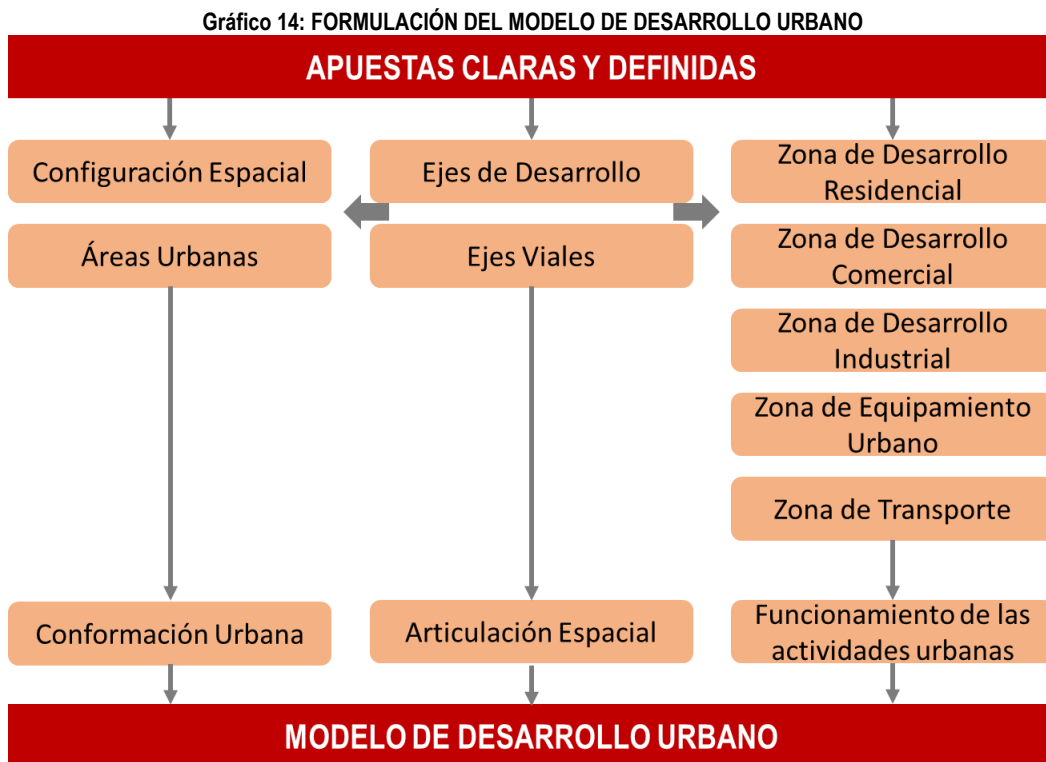 Gráfico 14: FORMULACIÓN DEL MODELO DE DESARROLLO URBANO
APUESTAS CLARAS Y DEFINIDAS
Configuración Espacial
Áreas Urbanas
Conformación Urbana
Ejes de Desarrollo
Ejes Viales
Articulación Espacial
Zona de Desarrollo
Residencial
Zona de Desarrollo
Comercial
Zona de Desarrollo
Industrial
Zona de Equipamiento
Urbano
Zona de Transporte
Funcionamiento de las
actividades urbanas
MODELO DE DESARROLLO URBANO